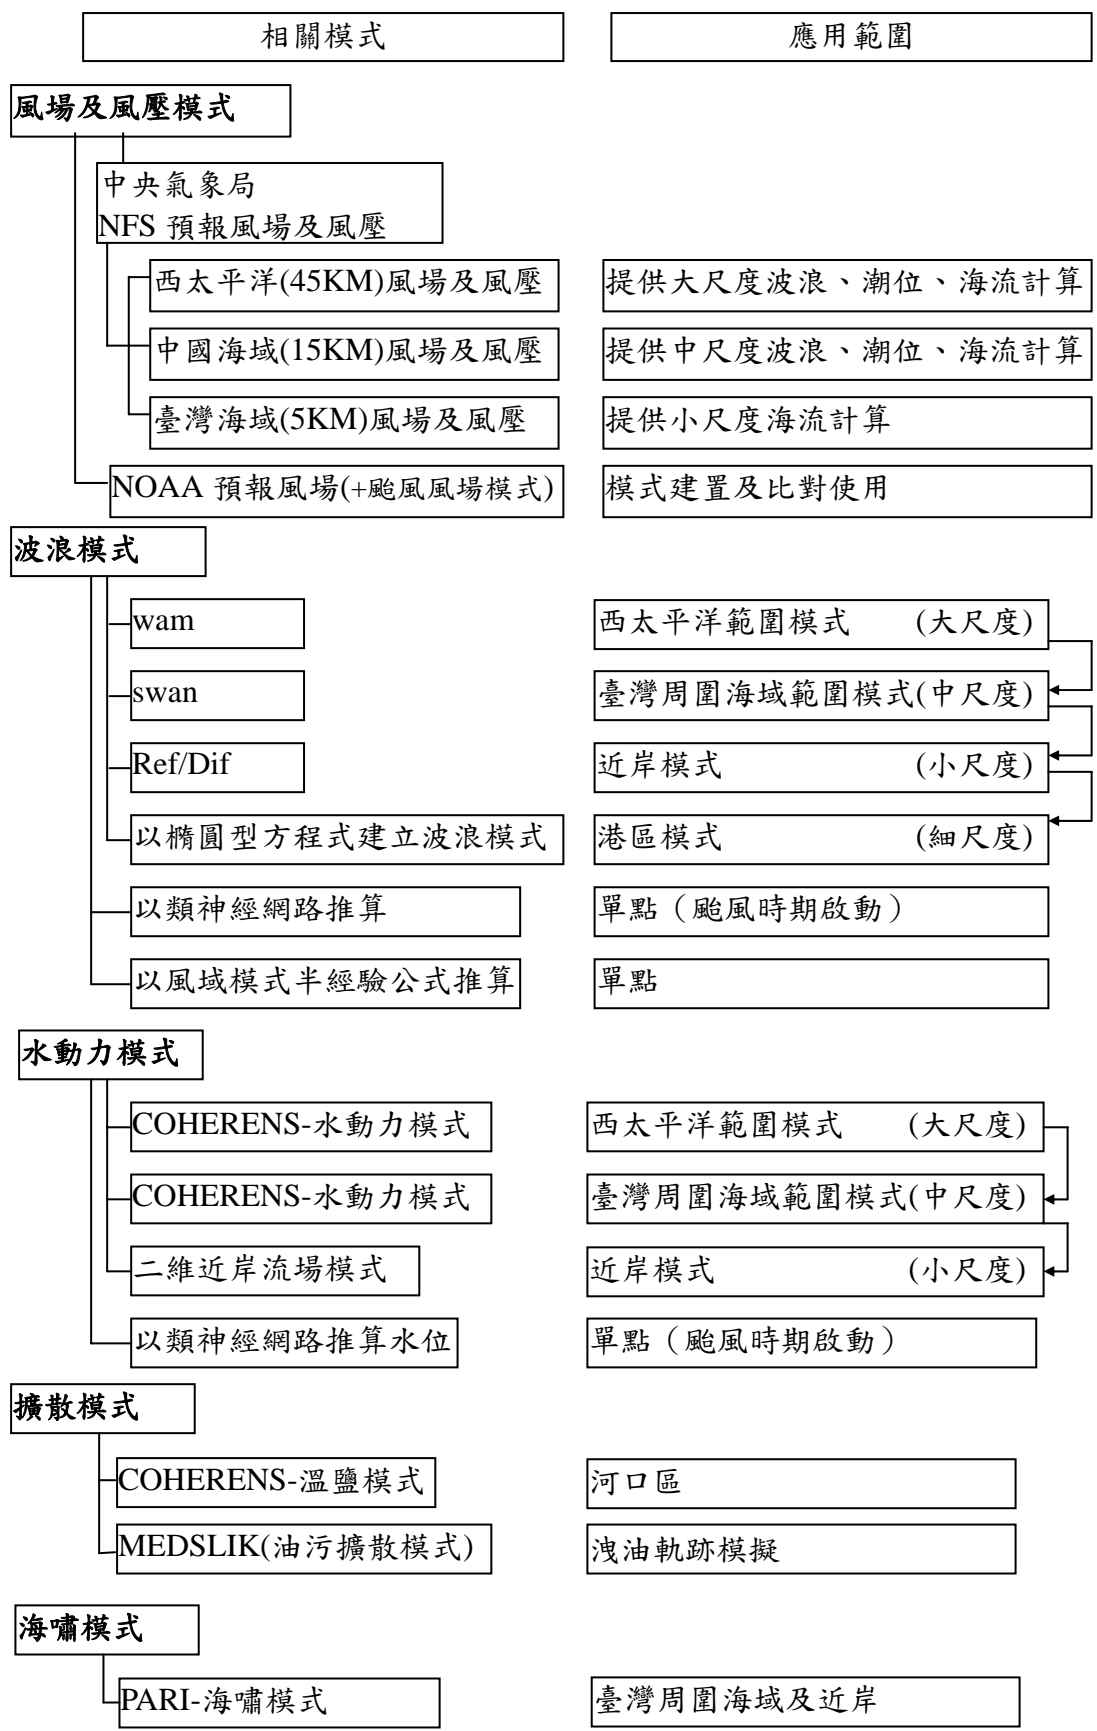 相關模式
應用範圍
風場及風壓模式
中央氣象局
NFS 預報風場及風壓
西太平洋(45KM)風場及風壓
提供大尺度波浪、潮位、海流計算
中國海域(15KM)風場及風壓
提供中尺度波浪、潮位、海流計算
臺灣海域(5KM)風場及風壓
提供小尺度海流計算
NOAA 預報風場(+颱風風場模式)
模式建置及比對使用
波浪模式
wam
西太平洋範圍模式 (大尺度)
swan
臺灣周圍海域範圍模式(中尺度)
Ref/Dif
近岸模式 (小尺度)
以橢圓型方程式建立波浪模式
港區模式 (細尺度)
以類神經網路推算
單點（颱風時期啟動）
以風域模式半經驗公式推算
單點
水動力模式
COHERENS-水動力模式
西太平洋範圍模式 (大尺度)
COHERENS-水動力模式
臺灣周圍海域範圍模式(中尺度)
二維近岸流場模式
近岸模式 (小尺度)
以類神經網路推算水位
單點（颱風時期啟動）
擴散模式
COHERENS-溫鹽模式
河口區
MEDSLIK(油污擴散模式)
洩油軌跡模擬
海嘯模式
PARI-海嘯模式
臺灣周圍海域及近岸